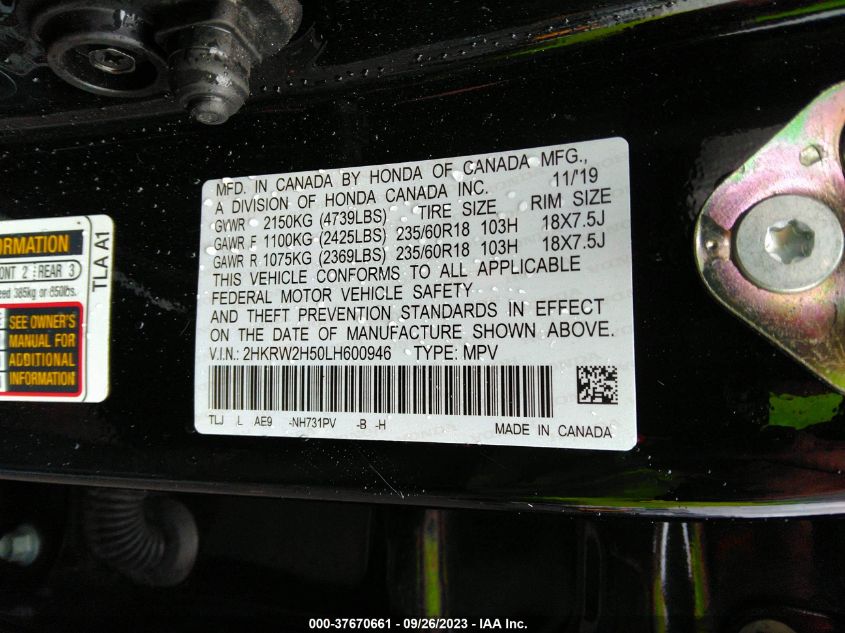 MFD. IN CANADA BY HONDA OF CANADA MFG.,
A DIVISION OF HONDA CANADA INC. 11/'19
GVWR 2150KG (4739LBS) TIRE SIZE RIM SIZE
GAWR F 1100KG (2425LBS) 235/60R18 103H 18X7.5J
GAWR R 1075KG (2369LBS) 235/60R18 103H 18X7.5J
THIS VEHICLE CONFORMS TO ALL APPLICABLE
FEDERAL MOTOR VEHICLE SAFETY
AND THEFT PREVENTION STANDARDS IN EFFECT
ON THE DATE OF MANUFACTURE SHOWN ABOVE.
V.I.N.: 2HKRW2H50LH600946 TYPE: MPV
TLJ L AE9 -NH731PV -B -H
MADE IN CANADA
ORMATION
ONT 2 REAR 3
eed 385kg or 850lbs.
SEE OWNER'S
MANUAL FOR
ADDITIONAL
INFORMATION
TLA A1
000-37670661 - 09/26/2023 - IAA Inc.